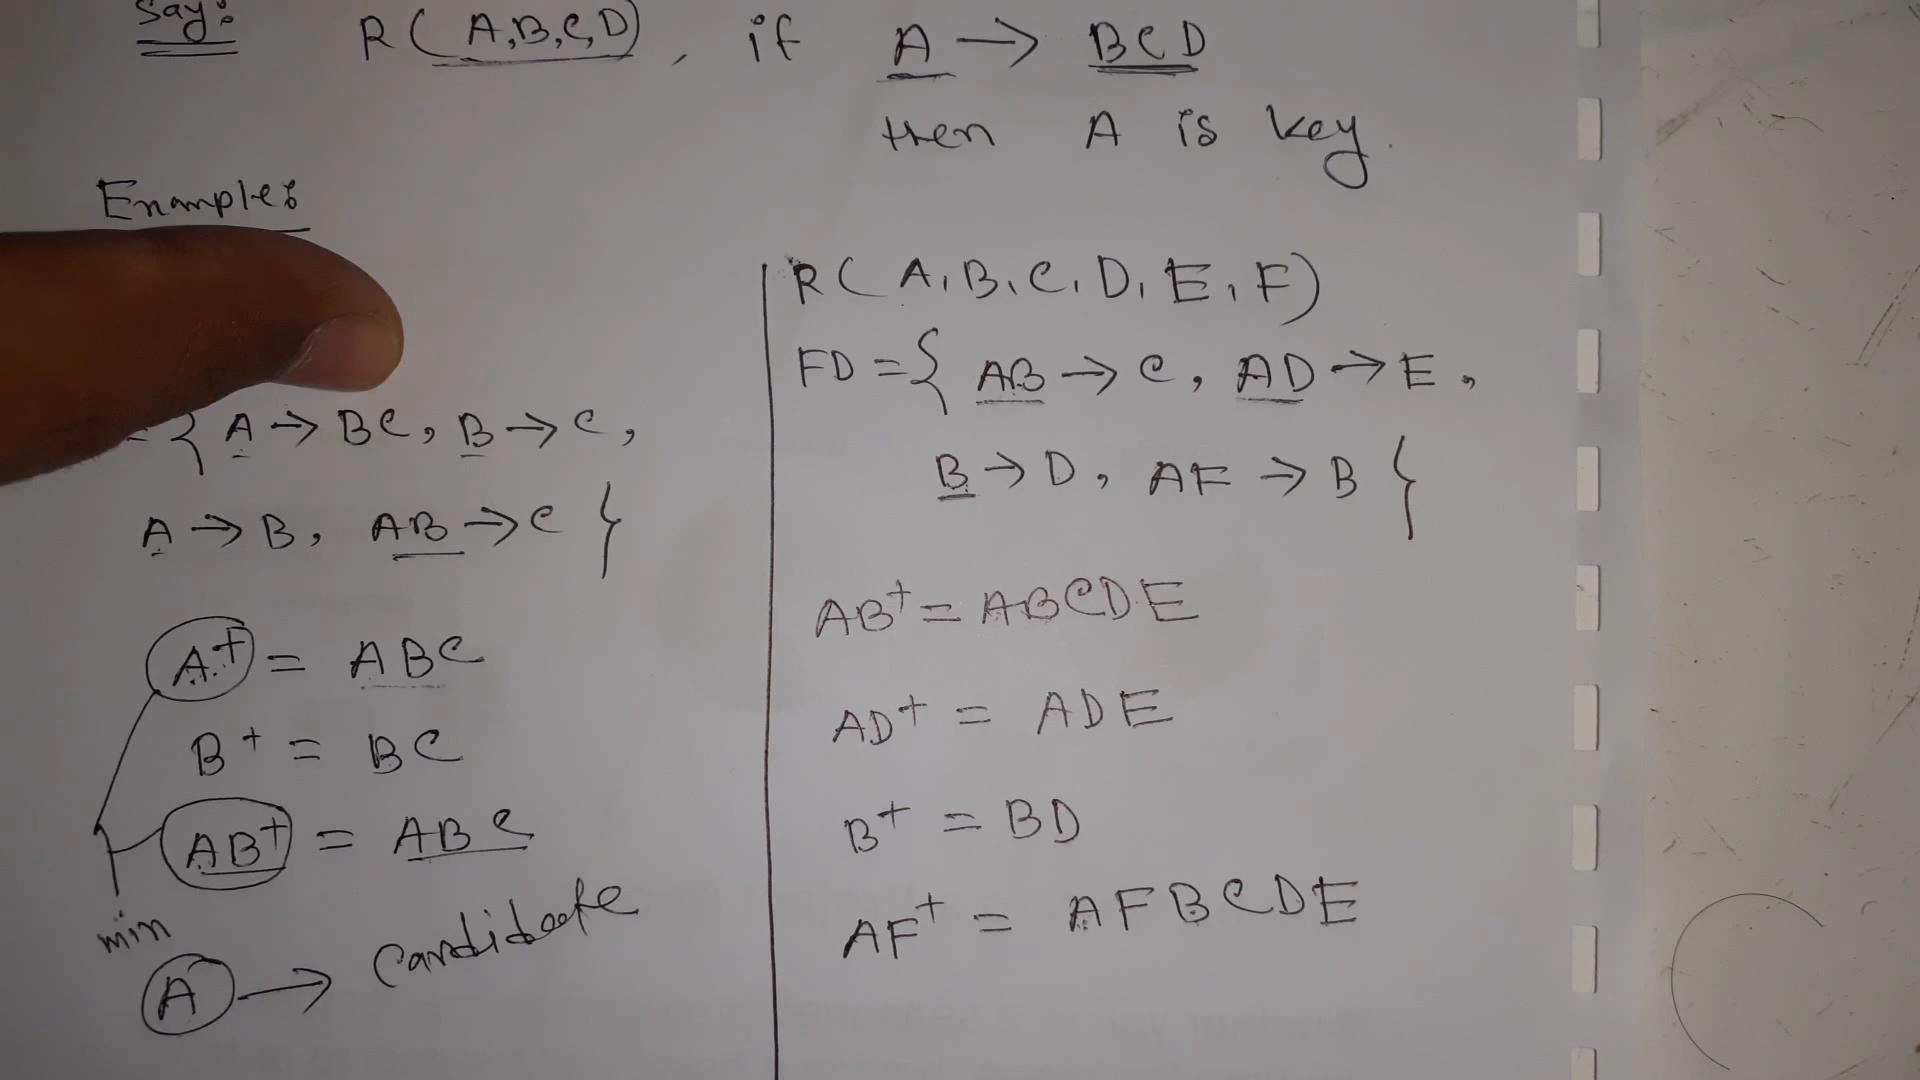 Say:
R(A,B,C,D), if A → BCD
then A is key.
Example:
= { A → BC, B → C,
A → B, AB → C }
A+ = ABC
B+ = BC
AB+ = ABC
min
A → Candidate
R(A,B,C,D,E,F)
FD = { AB → C, AD → E,
B → D, AF → B }
AB+ = ABCDE
AD+ = ADE
B+ = BD
AF+ = AFBCDE